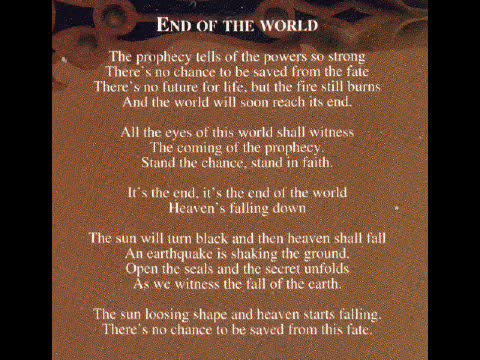 END OF THE WORLD
The prophecy tells of the powers so strong
There's no chance to be saved from the fate
There's no future for life, but the fire still burns
And the world will soon reach its end.
All the eyes of this world shall witness
The coming of the prophecy.
Stand the chance, stand in faith.
It's the end, it's the end of the world
Heaven's falling down
The sun will turn black and then heaven shall fall
An earthquake is shaking the ground.
Open the seals and the secret unfolds
As we witness the fall of the earth.
The sun loosing shape and heaven starts falling.
There's no chance to be saved from this fate.